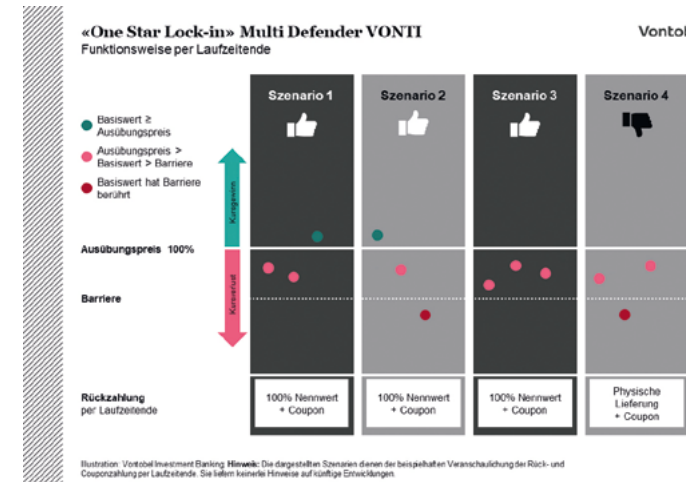 «One Star Lock-in» Multi Defender VONTI
Funktionsweise per Laufzeitende
Vontobel
Szenario 1
Szenario 2
Szenario 3
Szenario 4
Basiswert ≥
Ausübungspreis
Ausübungspreis >
Basiswert > Barriere
Basiswert hat Barriere
berührt
Kursgewinn
Ausübungspreis 100%
Kursverlust
Barriere
Rückzahlung
per Laufzeitende
100% Nennwert
+ Coupon
100% Nennwert
+ Coupon
100% Nennwert
+ Coupon
Physische
Lieferung
+ Coupon
Illustration: Vontobel Investment Banking. Hinweis: Die dargestellten Szenarien dienen der beispielhaften Veranschaulichung der Rück- und
Couponzahlung per Laufzeitende. Sie liefern keinerlei Hinweise auf künftige Entwicklungen.